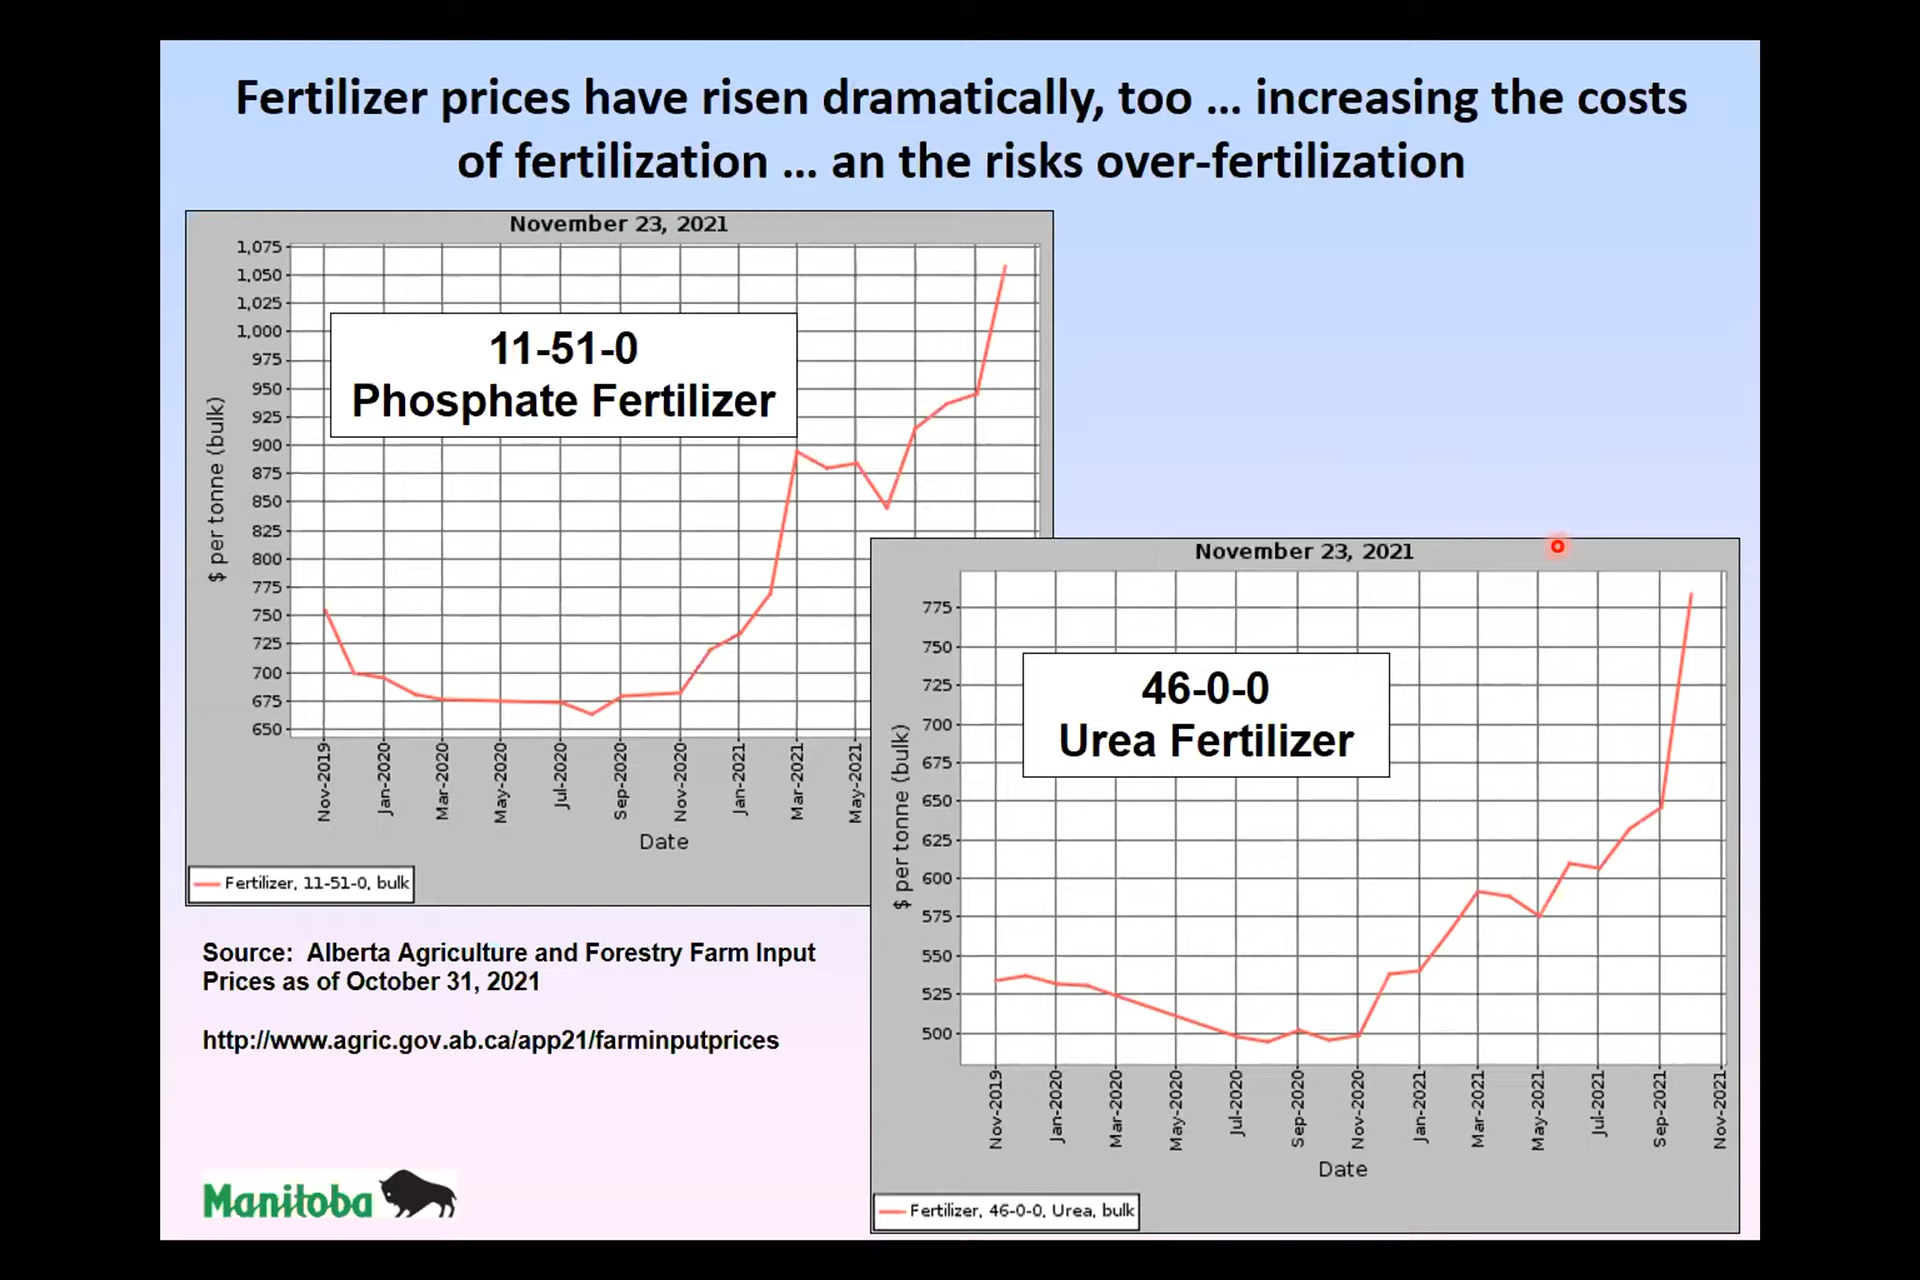 Fertilizer prices have risen dramatically, too ... increasing the costs
of fertilization ... an the risks over-fertilization
November 23, 2021
1,075
1,050
1,025
1,000
975
950
925
900
875
850
825
800
775
750
725
700
675
650
$ per tonne (bulk)
11-51-0
Phosphate Fertilizer
Nov-2019
Jan-2020
Mar-2020
May-2020
Jul-2020
Sep-2020
Nov-2020
Jan-2021
Mar-2021
May-2021
Date
Fertilizer, 11-51-0, bulk
November 23, 2021
775
750
725
700
675
650
625
600
575
550
525
500
$ per tonne (bulk)
46-0-0
Urea Fertilizer
Nov-2019
Jan-2020
Mar-2020
May-2020
Jul-2020
Sep-2020
Nov-2020
Jan-2021
Mar-2021
May-2021
Jul-2021
Sep-2021
Nov-2021
Date
Fertilizer, 46-0-0, Urea, bulk
Source:  Alberta Agriculture and Forestry Farm Input
Prices as of October 31, 2021
http://www.agric.gov.ab.ca/app21/farminputprices
Manitoba